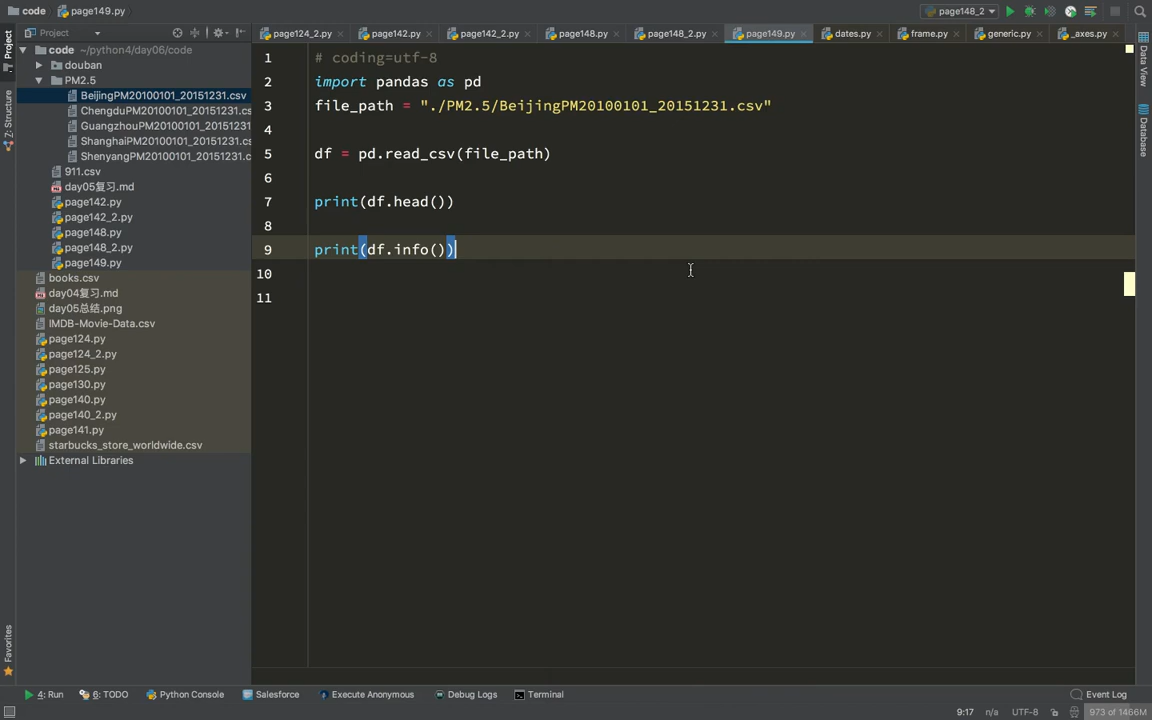 code
page149.py
page148_2
Project
page124_2.py
page142.py
page142_2.py
page148.py
page148_2.py
page149.py
dates.py
frame.py
generic.py
_axes.py
Project
Z: Structure
Favorites
Data View
Database
code ~/python4/day06/code
douban
PM2.5
BeijingPM20100101_20151231.csv
ChengduPM20100101_20151231.cs
GuangzhouPM20100101_20151231
ShanghaiPM20100101_20151231.cs
ShenyangPM20100101_20151231.c
911.csv
day05复习.md
page142.py
page142_2.py
page148.py
page148_2.py
page149.py
books.csv
day04复习.md
day05总结.png
IMDB-Movie-Data.csv
page124.py
page124_2.py
page125.py
page130.py
page140.py
page140_2.py
page141.py
starbucks_store_worldwide.csv
External Libraries
1 # coding=utf-8
2 import pandas as pd
3 file_path = "./PM2.5/BeijingPM20100101_20151231.csv"
4
5 df = pd.read_csv(file_path)
6
7 print(df.head())
8
9 print(df.info())
10
11
4: Run
6: TODO
Python Console
Salesforce
Execute Anonymous
Debug Logs
Terminal
Event Log
9:17 n/a UTF-8 973 of 1466M